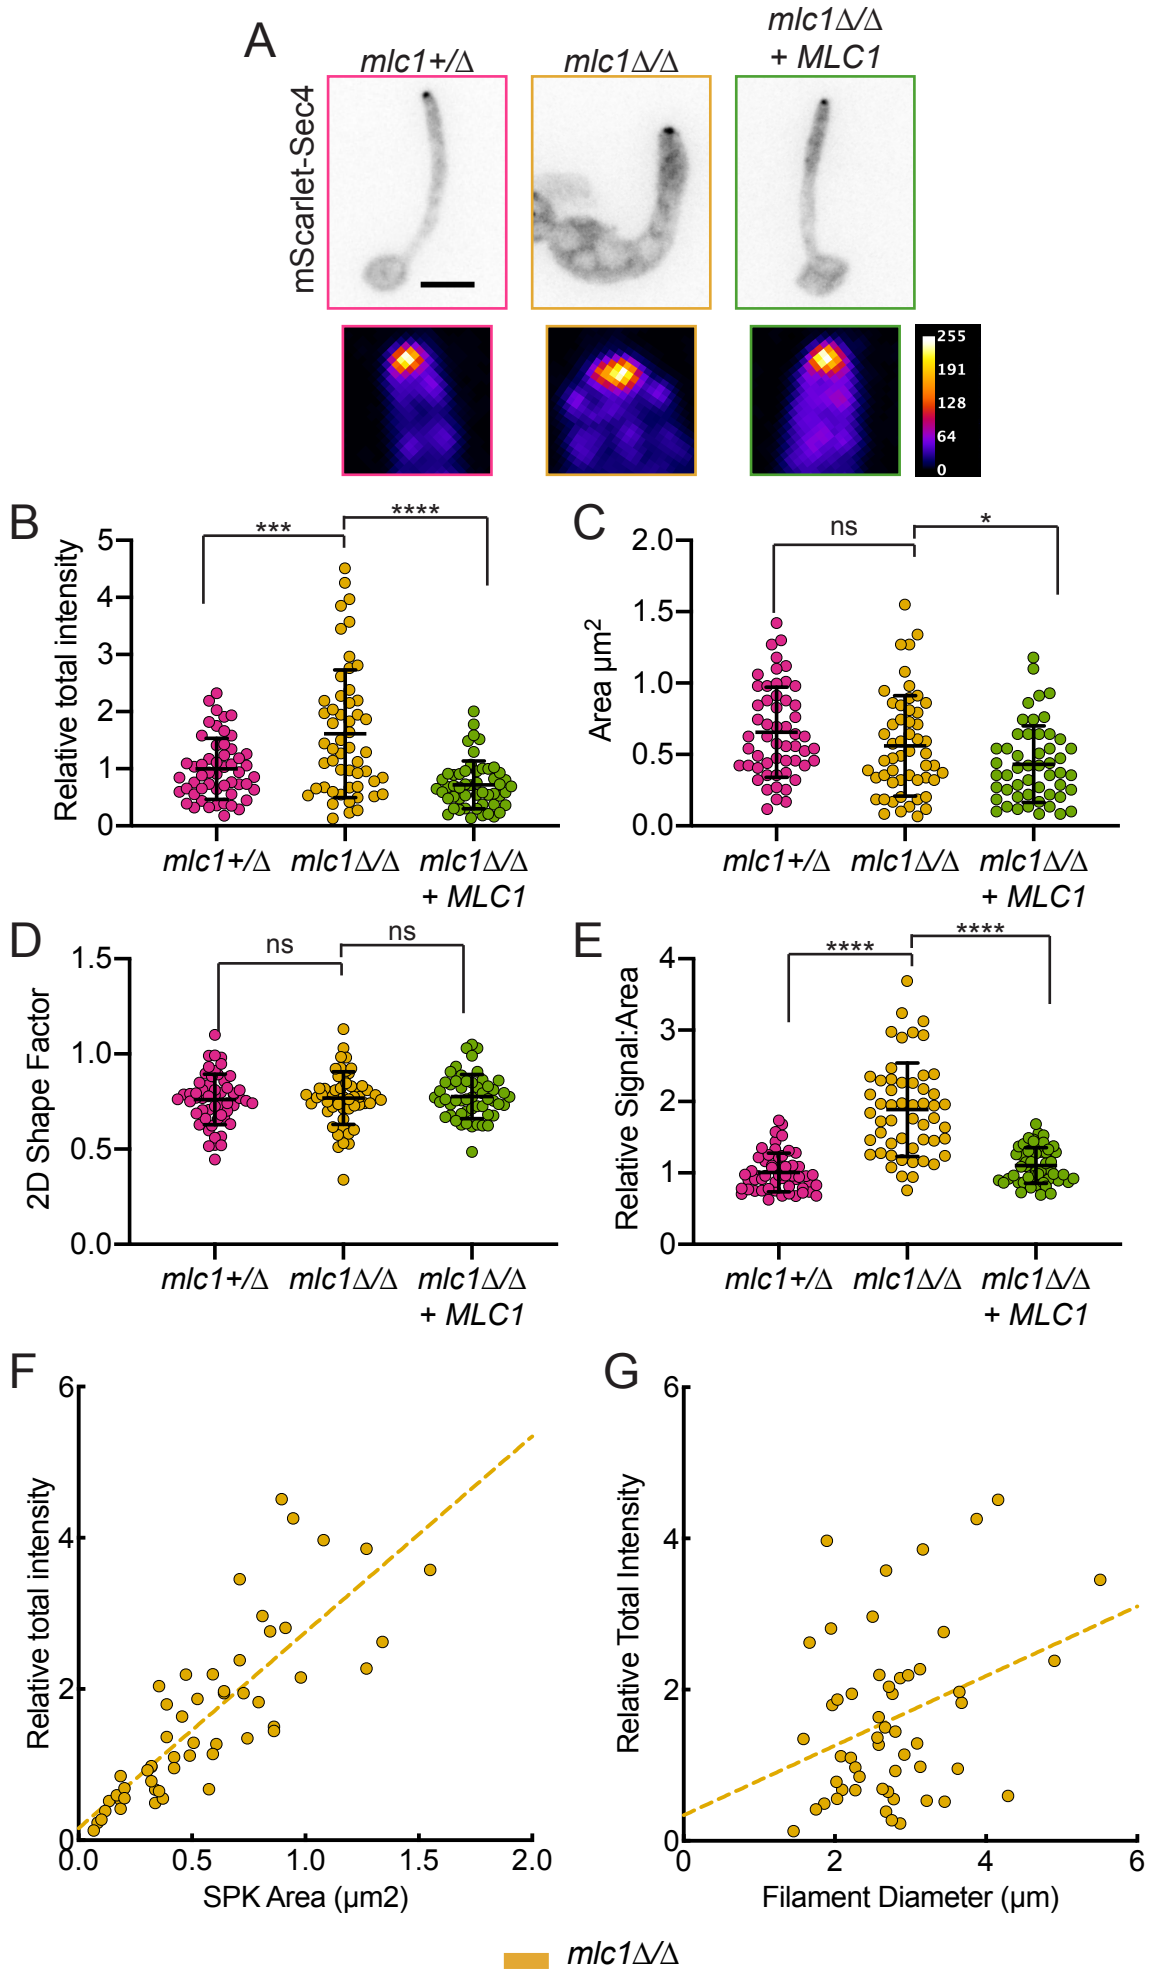 A
mlc1+/Δ
mlc1Δ/Δ
mlc1Δ/Δ
+ MLC1
mScarlet-Sec4
255
191
128
64
0
B
***
****
Relative total intensity
5
4
3
2
1
0
mlc1+/Δ
mlc1Δ/Δ
mlc1Δ/Δ
+ MLC1
C
ns
*
Area µm2
2.0
1.5
1.0
0.5
0.0
mlc1+/Δ
mlc1Δ/Δ
mlc1Δ/Δ
+ MLC1
D
ns
ns
2D Shape Factor
1.5
1.0
0.5
0.0
mlc1+/Δ
mlc1Δ/Δ
mlc1Δ/Δ
+ MLC1
E
****
****
Relative Signal:Area
4
3
2
1
0
mlc1+/Δ
mlc1Δ/Δ
mlc1Δ/Δ
+ MLC1
F
Relative total intensity
6
4
2
0
0.0
0.5
1.0
1.5
2.0
SPK Area (µm2)
G
Relative Total Intensity
6
4
2
0
0
2
4
6
Filament Diameter (µm)
mlc1Δ/Δ